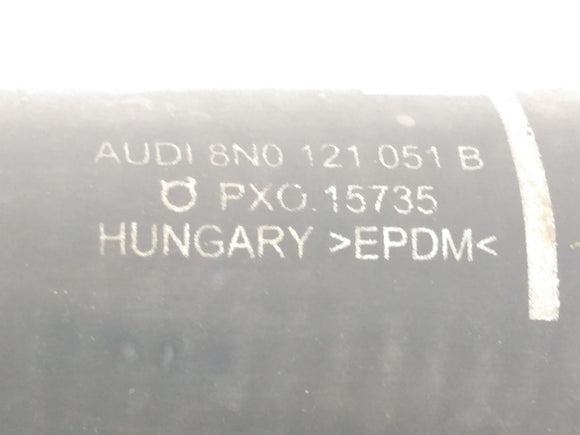 AUDI 8N0 121 051 B
PXO.15735
HUNGARY >EPDM<